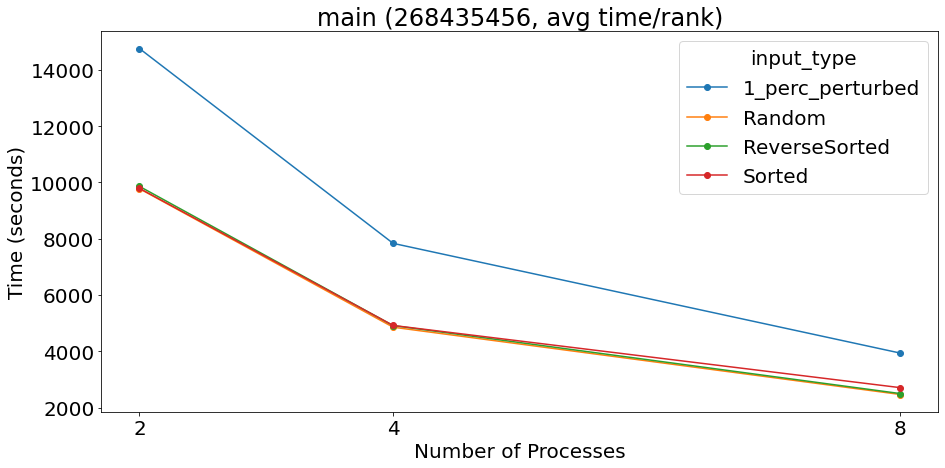 main (268435456, avg time/rank)
Time (seconds)
14000
12000
10000
8000
6000
4000
2000
input_type
1_perc_perturbed
Random
ReverseSorted
Sorted
2
4
8
Number of Processes